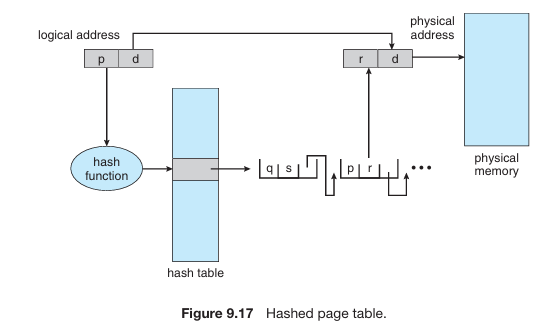 logical address
physical
address
p d
r d
hash
function
q s
p r
•••
physical
memory
hash table
Figure 9.17 Hashed page table.